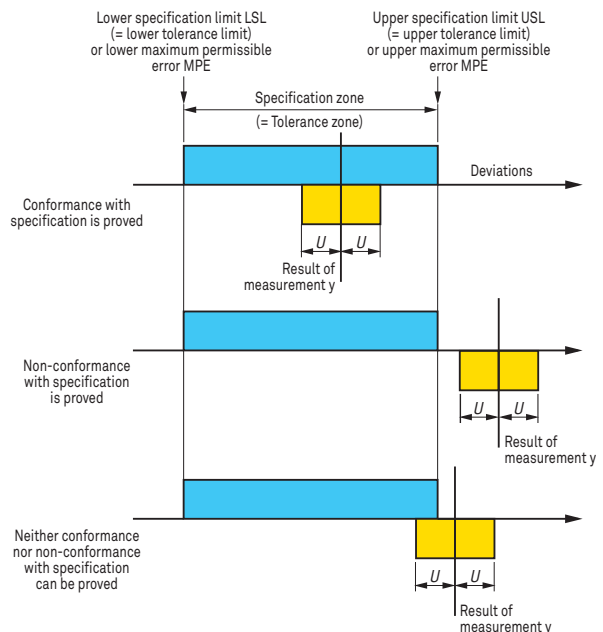 Lower specification limit LSL
(= lower tolerance limit)
or lower maximum permissible
error MPE
Upper specification limit USL
(= upper tolerance limit)
or upper maximum permissible
error MPE
Specification zone
(= Tolerance zone)
Deviations
Conformance with
specification is proved
U U
Result of
measurement y
Non-conformance
with specification
is proved
U U
Result of
measurement y
Neither conformance
nor non-conformance
with specification
can be proved
U U
Result of
measurement y